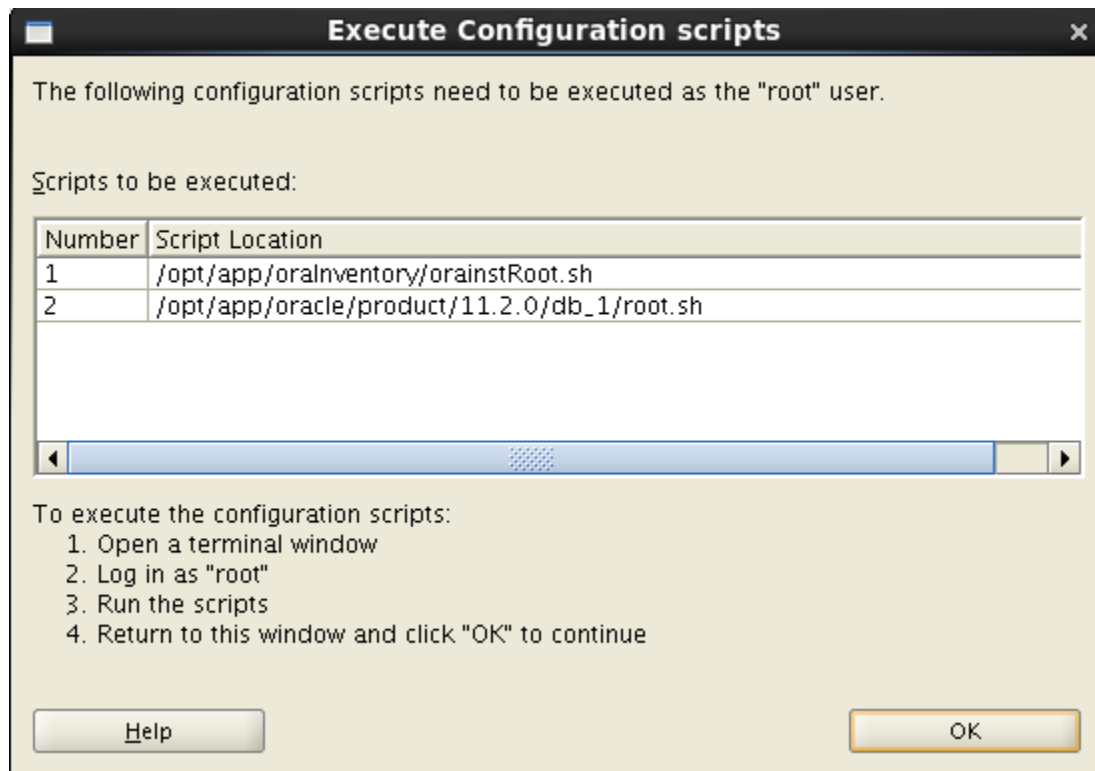 Execute Configuration scripts
The following configuration scripts need to be executed as the "root" user.
Scripts to be executed:
Number Script Location
1 /opt/app/oraInventory/orainstRoot.sh
2 /opt/app/oracle/product/11.2.0/db_1/root.sh
To execute the configuration scripts:
1. Open a terminal window
2. Log in as "root"
3. Run the scripts
4. Return to this window and click "OK" to continue
Help OK